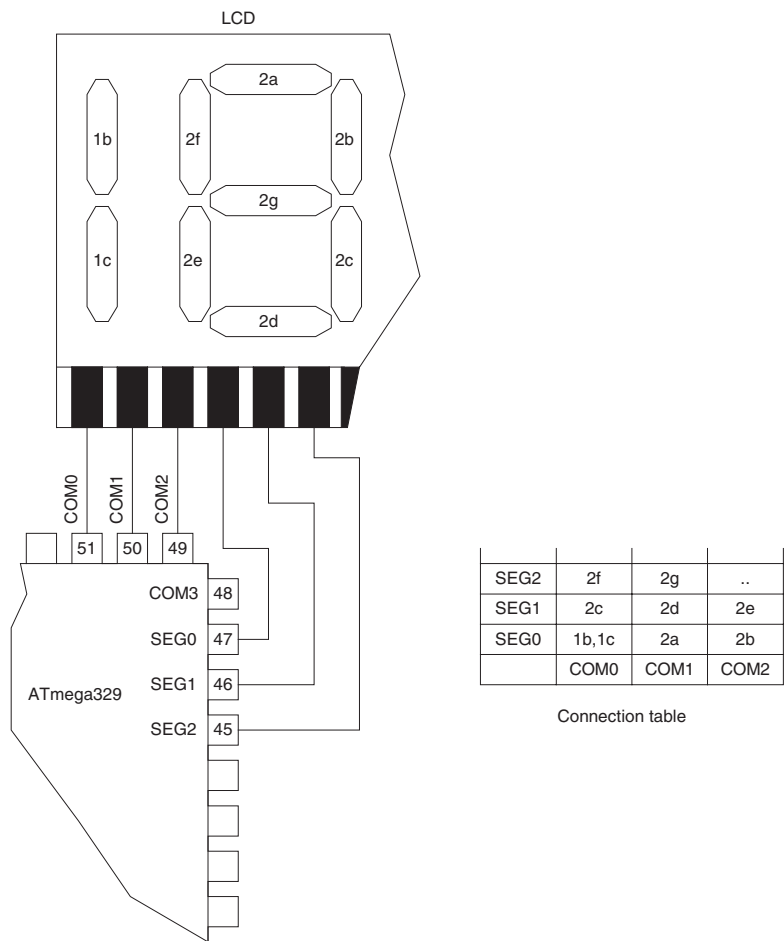 LCD
2a
1b 2f 2b
2g
1c 2e 2c
2d
COM0 COM1 COM2
51 50 49
COM3 48
SEG0 47
SEG1 46
ATmega329
SEG2 45
SEG2 2f 2g ..
SEG1 2c 2d 2e
SEG0 1b,1c 2a 2b
COM0 COM1 COM2
Connection table